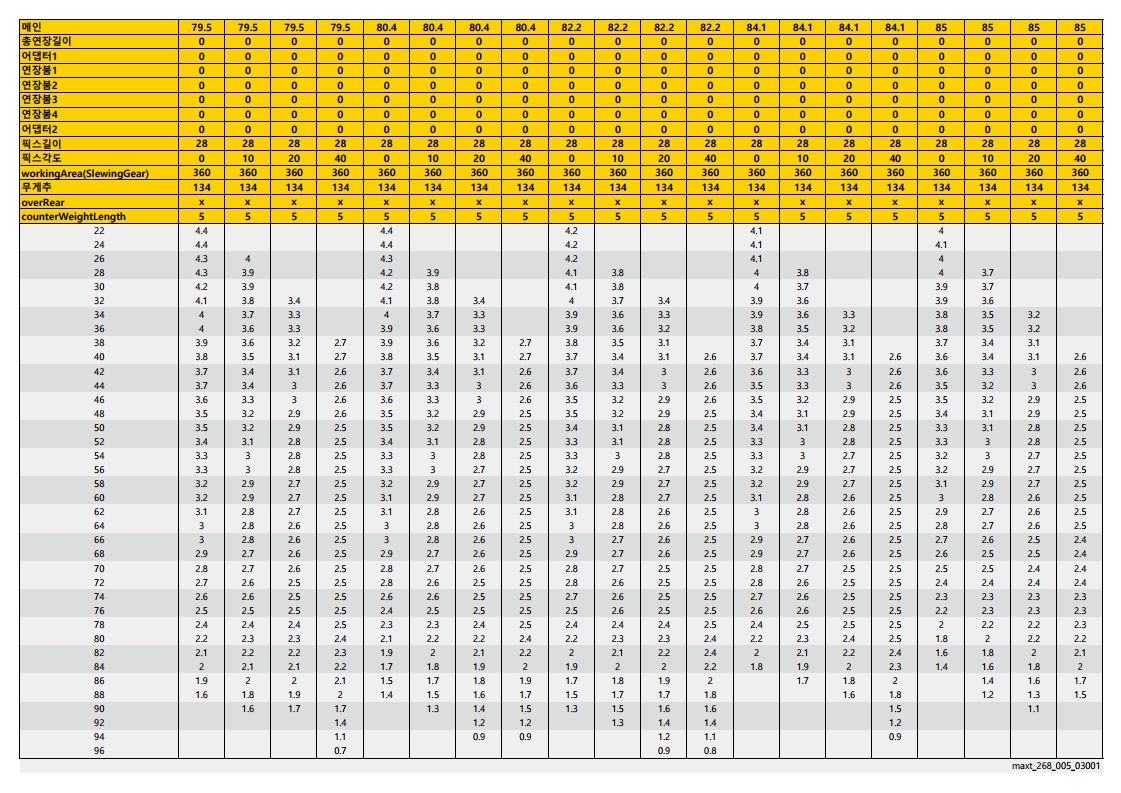 메인 79.5 79.5 79.5 79.5 80.4 80.4 80.4 80.4 82.2 82.2 82.2 82.2 84.1 84.1 84.1 84.1 85 85 85 85
총연장길이 0 0 0 0 0 0 0 0 0 0 0 0 0 0 0 0 0 0 0 0
어댑터1 0 0 0 0 0 0 0 0 0 0 0 0 0 0 0 0 0 0 0 0
연장붐1 0 0 0 0 0 0 0 0 0 0 0 0 0 0 0 0 0 0 0 0
연장붐2 0 0 0 0 0 0 0 0 0 0 0 0 0 0 0 0 0 0 0 0
연장붐3 0 0 0 0 0 0 0 0 0 0 0 0 0 0 0 0 0 0 0 0
연장붐4 0 0 0 0 0 0 0 0 0 0 0 0 0 0 0 0 0 0 0 0
어댑터2 0 0 0 0 0 0 0 0 0 0 0 0 0 0 0 0 0 0 0 0
픽스길이 28 28 28 28 28 28 28 28 28 28 28 28 28 28 28 28 28 28 28 28
픽스각도 0 10 20 40 0 10 20 40 0 10 20 40 0 10 20 40 0 10 20 40
workingArea(SlewingGear) 360 360 360 360 360 360 360 360 360 360 360 360 360 360 360 360 360 360 360 360
무게추 134 134 134 134 134 134 134 134 134 134 134 134 134 134 134 134 134 134 134 134
overRear x x x x x x x x x x x x x x x x x x x x
counterWeightLength 5 5 5 5 5 5 5 5 5 5 5 5 5 5 5 5 5 5 5 5
22 4.4 4.4 4.2 4.1 4
24 4.4 4.4 4.2 4.1 4.1
26 4.3 4 4.3 4.2 4.1 4
28 4.3 3.9 4.2 3.9 4.1 3.8 4 3.8 4 3.7
30 4.2 3.9 4.2 3.8 4.1 3.8 4 3.7 3.9 3.7
32 4.1 3.8 3.4 4.1 3.8 3.4 4 3.7 3.4 3.9 3.6 3.9 3.6
34 4 3.7 3.3 4 3.7 3.3 3.9 3.6 3.3 3.9 3.6 3.3 3.8 3.5 3.2
36 4 3.6 3.3 3.9 3.6 3.3 3.9 3.6 3.2 3.8 3.5 3.2 3.8 3.5 3.2
38 3.9 3.6 3.2 2.7 3.9 3.6 3.2 2.7 3.8 3.5 3.1 3.7 3.4 3.1 3.7 3.4 3.1
40 3.8 3.5 3.1 2.7 3.8 3.5 3.1 2.7 3.7 3.4 3.1 2.6 3.7 3.4 3.1 2.6 3.6 3.4 3.1 2.6
42 3.7 3.4 3.1 2.6 3.7 3.4 3.1 2.6 3.7 3.4 3 2.6 3.6 3.3 3 2.6 3.6 3.3 3 2.6
44 3.7 3.4 3 2.6 3.7 3.3 3 2.6 3.6 3.3 3 2.6 3.5 3.3 3 2.6 3.5 3.2 3 2.6
46 3.6 3.3 3 2.6 3.6 3.3 3 2.5 3.5 3.2 2.9 2.6 3.5 3.2 2.9 2.5 3.5 3.2 2.9 2.5
48 3.5 3.2 2.9 2.6 3.5 3.2 2.9 2.5 3.5 3.2 2.9 2.5 3.4 3.1 2.9 2.5 3.4 3.1 2.9 2.5
50 3.5 3.2 2.9 2.5 3.5 3.2 2.9 2.5 3.4 3.1 2.8 2.5 3.4 3.1 2.8 2.5 3.3 3.1 2.8 2.5
52 3.4 3.1 2.8 2.5 3.4 3.1 2.8 2.5 3.3 3.1 2.8 2.5 3.3 3 2.8 2.5 3.3 3 2.8 2.5
54 3.3 3 2.8 2.5 3.3 3 2.8 2.5 3.3 3 2.8 2.5 3.3 3 2.7 2.5 3.2 3 2.7 2.5
56 3.3 3 2.8 2.5 3.3 3 2.7 2.5 3.2 2.9 2.7 2.5 3.2 2.9 2.7 2.5 3.2 2.9 2.7 2.5
58 3.2 2.9 2.7 2.5 3.2 2.9 2.7 2.5 3.2 2.9 2.7 2.5 3.2 2.9 2.7 2.5 3.1 2.9 2.7 2.5
60 3.2 2.9 2.7 2.5 3.1 2.9 2.7 2.5 3.1 2.8 2.7 2.5 3.1 2.8 2.6 2.5 3 2.8 2.6 2.5
62 3.1 2.8 2.7 2.5 3.1 2.8 2.6 2.5 3.1 2.8 2.6 2.5 3 2.8 2.6 2.5 2.9 2.7 2.6 2.5
64 3 2.8 2.6 2.5 3 2.8 2.6 2.5 3 2.8 2.6 2.5 3 2.8 2.6 2.5 2.8 2.7 2.6 2.5
66 3 2.8 2.6 2.5 3 2.8 2.6 2.5 3 2.7 2.6 2.5 2.9 2.7 2.6 2.5 2.7 2.6 2.5 2.4
68 2.9 2.7 2.6 2.5 2.9 2.7 2.6 2.5 2.9 2.7 2.6 2.5 2.9 2.7 2.6 2.5 2.6 2.5 2.5 2.4
70 2.8 2.7 2.6 2.5 2.8 2.7 2.6 2.5 2.8 2.7 2.5 2.5 2.8 2.7 2.5 2.5 2.5 2.5 2.4 2.4
72 2.7 2.6 2.5 2.5 2.8 2.6 2.5 2.5 2.8 2.6 2.5 2.5 2.8 2.6 2.5 2.5 2.4 2.4 2.4 2.4
74 2.6 2.6 2.5 2.5 2.6 2.6 2.5 2.5 2.7 2.6 2.5 2.5 2.7 2.6 2.5 2.5 2.3 2.3 2.3 2.3
76 2.5 2.5 2.5 2.5 2.4 2.5 2.5 2.5 2.6 2.6 2.5 2.5 2.6 2.6 2.5 2.5 2.2 2.3 2.3 2.3
78 2.4 2.4 2.4 2.5 2.3 2.3 2.4 2.5 2.4 2.5 2.5 2.5 2.4 2.5 2.5 2.5 2 2.2 2.2 2.3
80 2.2 2.3 2.3 2.4 2.1 2.2 2.2 2.4 2.2 2.3 2.3 2.4 2.2 2.3 2.4 2.5 1.8 2 2.2 2.2
82 2.1 2.2 2.2 2.3 1.9 2 2.1 2.2 2 2.1 2.2 2.4 2 2.1 2.2 2.4 1.6 1.8 2 2.1
84 2 2.1 2.1 2.2 1.7 1.8 1.9 2 1.9 2 2 2.2 1.8 1.9 2 2.3 1.4 1.6 1.8 2
86 1.9 2 2 2.1 1.5 1.7 1.8 1.9 1.7 1.8 1.9 2 1.7 1.8 2 1.4 1.6 1.7
88 1.6 1.8 1.9 2 1.4 1.5 1.6 1.7 1.5 1.7 1.7 1.8 1.6 1.8 1.2 1.3 1.5
90 1.6 1.7 1.7 1.3 1.4 1.5 1.3 1.5 1.6 1.6 1.5 1.1
92 1.4 1.2 1.2 1.3 1.4 1.4 1.2
94 1.1 0.9 0.9 1.2 1.1 0.9
96 0.7 0.9 0.8
maxt_268_005_03001